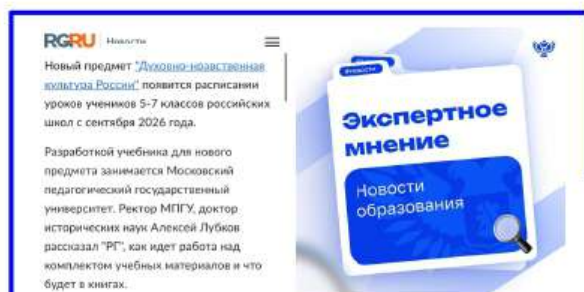 RGRU Новости
Новый предмет "Духовно-нравственная
культура России" появится расписании
уроков учеников 5-7 классов российских
школ с сентября 2026 года.
Разработкой учебника для нового
предмета занимается Московский
педагогический государственный
университет. Ректор МПГУ, доктор
исторических наук Алексей Лубков
рассказал "РГ", как идет работа над
комплектом учебных материалов и что
будет в книгах.
Экспертное
мнение
Новости
образования